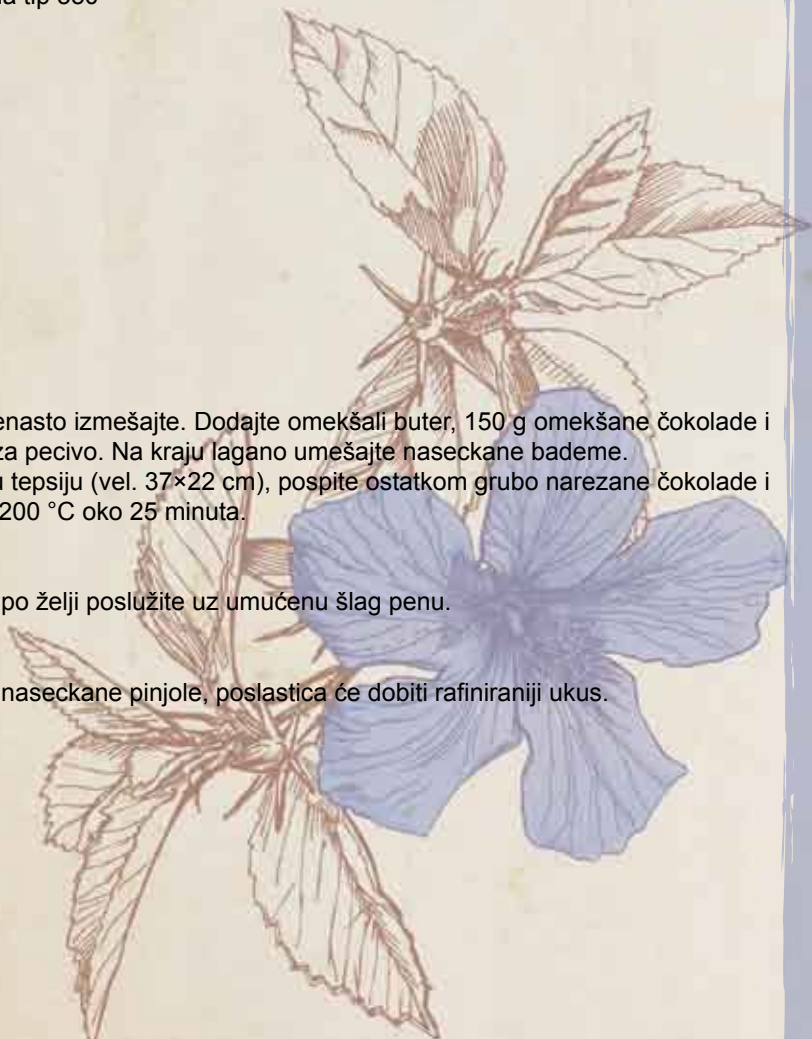 a tip 550
enasto izmešajte. Dodajte omekšali buter, 150 g omekšane čokolade i
za pecivo. Na kraju lagano umešajte naseckane bademe.
u tepsiju (vel. 37×22 cm), pospite ostatkom grubo narezane čokolade i
200 °C oko 25 minuta.
po želji poslužite uz umućenu šlag penu.
naseckane pinjole, poslastica će dobiti rafiniraniji ukus.